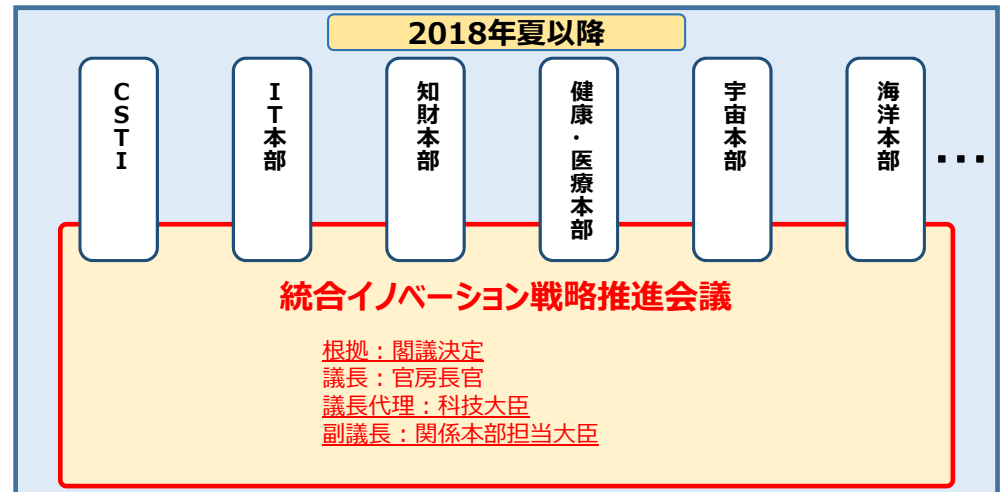 2018年夏以降
CSTI
IT本部
知財本部
健康・医療本部
宇宙本部
海洋本部
…
統合イノベーション戦略推進会議
根拠：閣議決定
議長：官房長官
議長代理：科技大臣
副議長：関係本部担当大臣